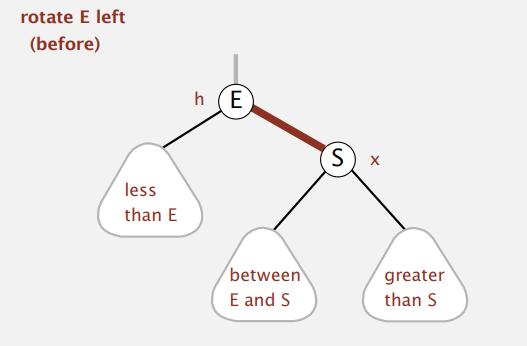 rotate E left
(before)
h
E
S
x
less
than E
between
E and S
greater
than S